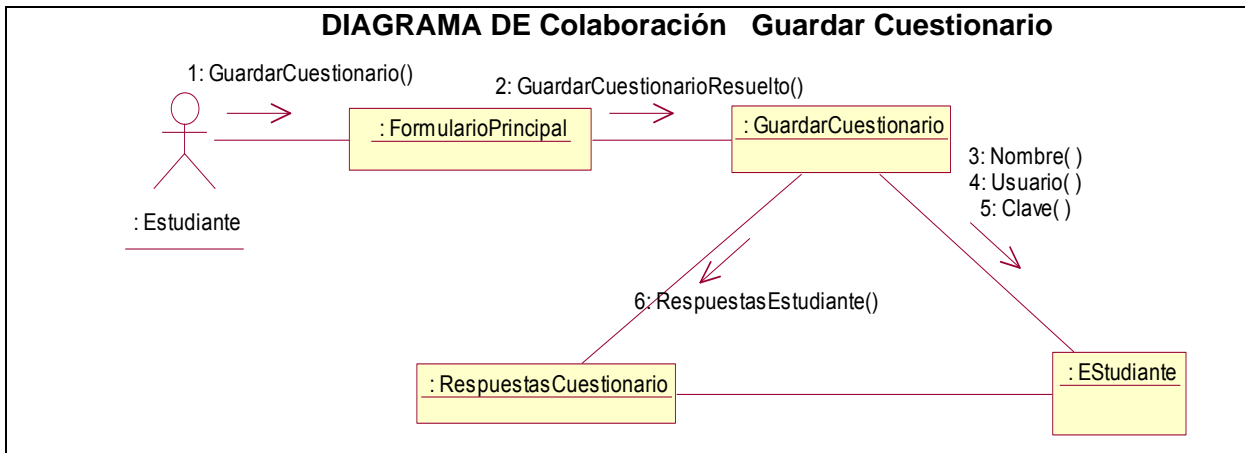 DIAGRAMA DE Colaboración Guardar Cuestionario
1: GuardarCuestionario()
2: GuardarCuestionarioResuelto()
: FormularioPrincipal
: GuardarCuestionario
3: Nombre( )
4: Usuario( )
5: Clave( )
: Estudiante
6: RespuestasEstudiante()
: RespuestasCuestionario
: EStudiante